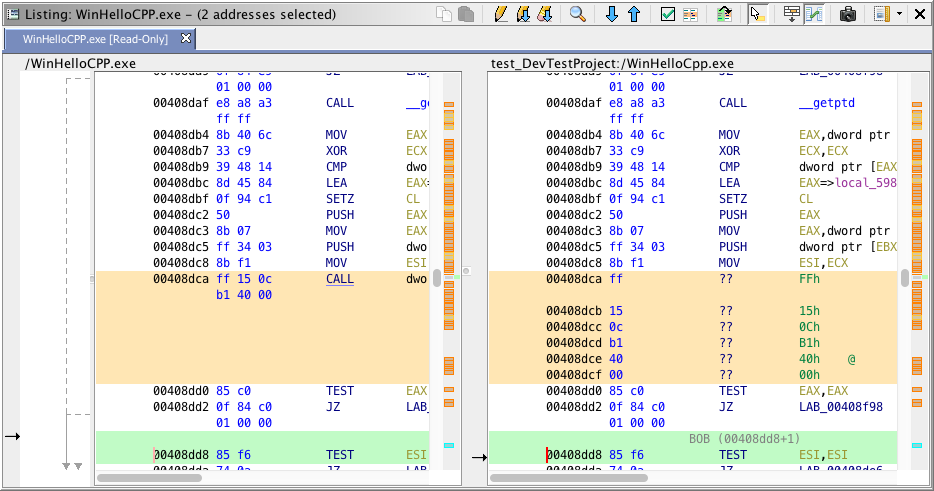 Listing: WinHelloCPP.exe - (2 addresses selected)
WinHelloCPP.exe [Read-Only]
/WinHelloCPP.exe
01 00 00
00408daf e8 a8 a3 CALL __ge
ff ff
00408db4 8b 40 6c MOV EAX
00408db7 33 c9 XOR ECX
00408db9 39 48 14 CMP dwo
00408dbc 8d 45 84 LEA EAX=
00408dbf 0f 94 c1 SETZ CL
00408dc2 50 PUSH EAX
00408dc3 8b 07 MOV EAX
00408dc5 ff 34 03 PUSH dwo
00408dc8 8b f1 MOV ESI
00408dca ff 15 0c CALL dwo
b1 40 00
00408dd0 85 c0 TEST EAX
00408dd2 0f 84 c0 JZ LAB_
01 00 00
00408dd8 85 f6 TEST ESI
00408dda 74 0a JZ LAB
test_DevTestProject:/WinHelloCpp.exe
01 00 00
00408daf e8 a8 a3 CALL __getptd
ff ff
00408db4 8b 40 6c MOV EAX,dword ptr
00408db7 33 c9 XOR ECX,ECX
00408db9 39 48 14 CMP dword ptr [EAX
00408dbc 8d 45 84 LEA EAX=>local_598
00408dbf 0f 94 c1 SETZ CL
00408dc2 50 PUSH EAX
00408dc3 8b 07 MOV EAX,dword ptr
00408dc5 ff 34 03 PUSH dword ptr [EBX
00408dc8 8b f1 MOV ESI,ECX
00408dca ff ?? FFh
00408dcb 15 ?? 15h
00408dcc 0c ?? 0Ch
00408dcd b1 ?? B1h
00408dce 40 ?? 40h @
00408dcf 00 ?? 00h
00408dd0 85 c0 TEST EAX,EAX
00408dd2 0f 84 c0 JZ LAB_00408f98
01 00 00
BOB (00408dd8+1)
00408dd8 85 f6 TEST ESI,ESI
00408dda 74 0a JZ LAB_00408de6